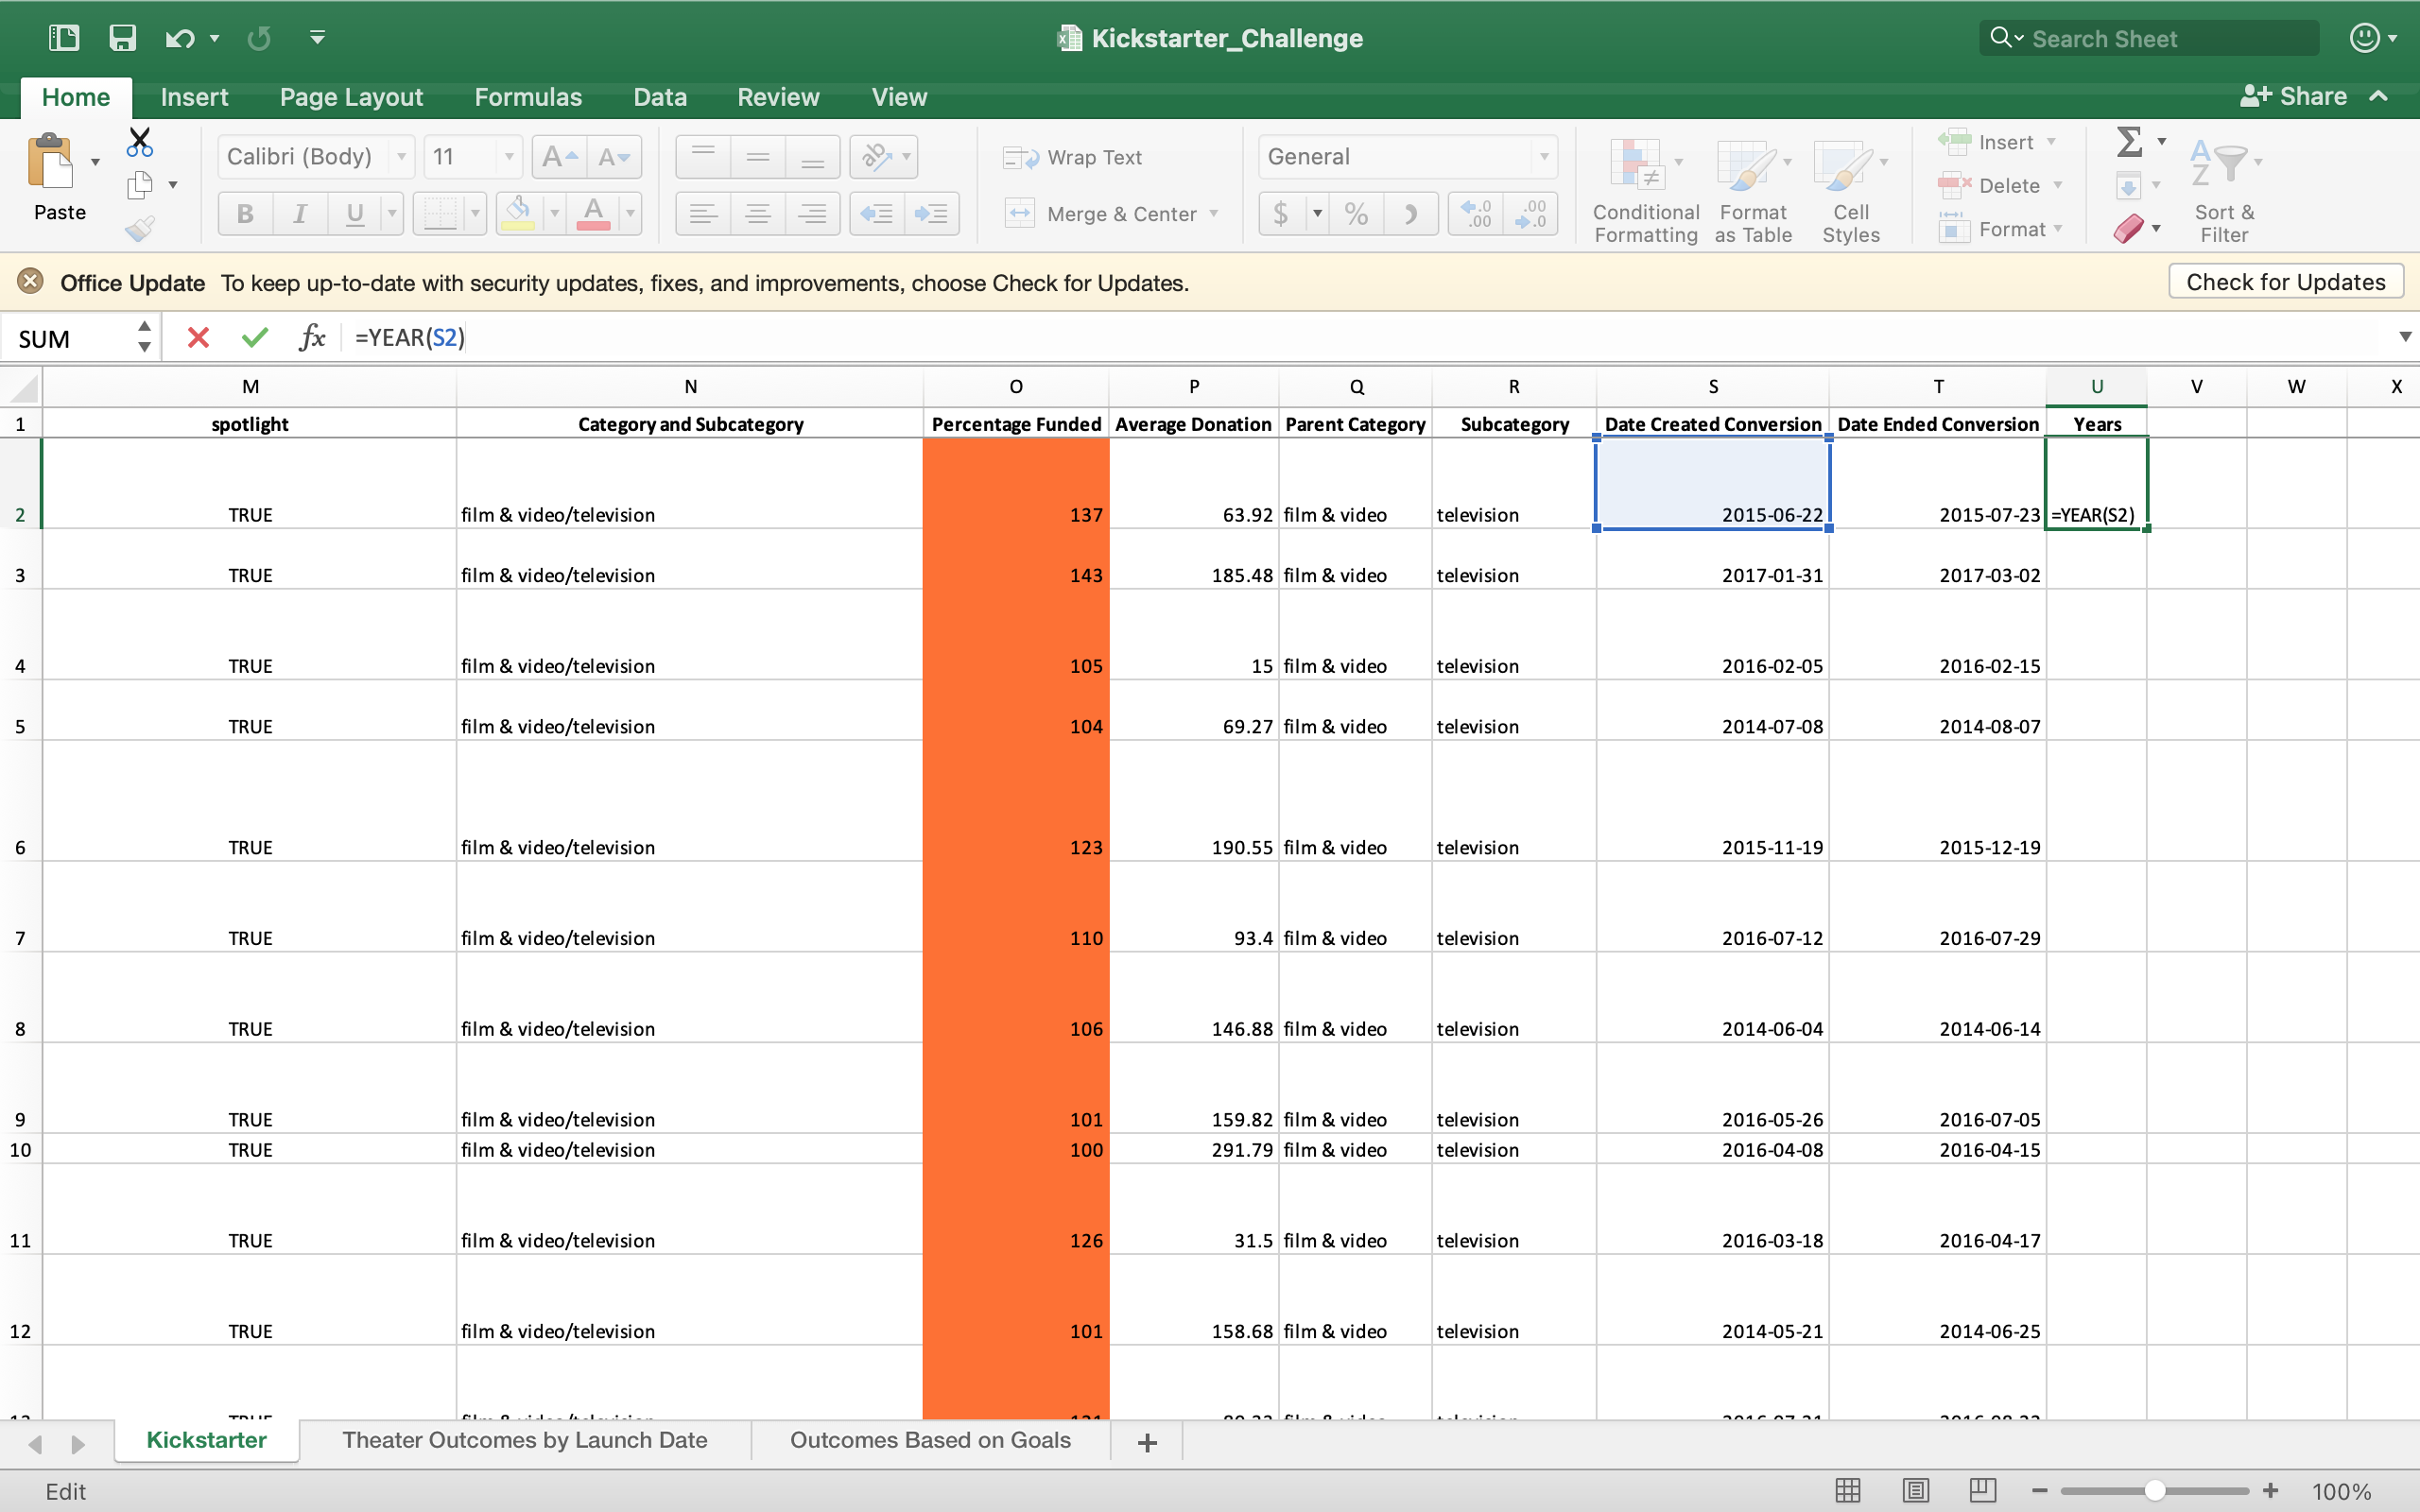 Kickstarter_Challenge
Search Sheet
Home Insert Page Layout Formulas Data Review View Share
Paste
Calibri (Body) 11 A A
B I U A
ab
Wrap Text
Merge & Center
General
$ % .0 .00 .00 .0
Conditional Formatting
Format as Table
Cell Styles
Insert
Delete
Format
Σ
A Z
Sort & Filter
Office Update To keep up-to-date with security updates, fixes, and improvements, choose Check for Updates. Check for Updates
SUM fx =YEAR(S2)
M N O P Q R S T U V W X
1 spotlight Category and Subcategory Percentage Funded Average Donation Parent Category Subcategory Date Created Conversion Date Ended Conversion Years
2 TRUE film & video/television 137 63.92 film & video television 2015-06-22 2015-07-23 =YEAR(S2)
3 TRUE film & video/television 143 185.48 film & video television 2017-01-31 2017-03-02
4 TRUE film & video/television 105 15 film & video television 2016-02-05 2016-02-15
5 TRUE film & video/television 104 69.27 film & video television 2014-07-08 2014-08-07
6 TRUE film & video/television 123 190.55 film & video television 2015-11-19 2015-12-19
7 TRUE film & video/television 110 93.4 film & video television 2016-07-12 2016-07-29
8 TRUE film & video/television 106 146.88 film & video television 2014-06-04 2014-06-14
9 TRUE film & video/television 101 159.82 film & video television 2016-05-26 2016-07-05
10 TRUE film & video/television 100 291.79 film & video television 2016-04-08 2016-04-15
11 TRUE film & video/television 126 31.5 film & video television 2016-03-18 2016-04-17
12 TRUE film & video/television 101 158.68 film & video television 2014-05-21 2014-06-25
Kickstarter Theater Outcomes by Launch Date Outcomes Based on Goals +
Edit 100%